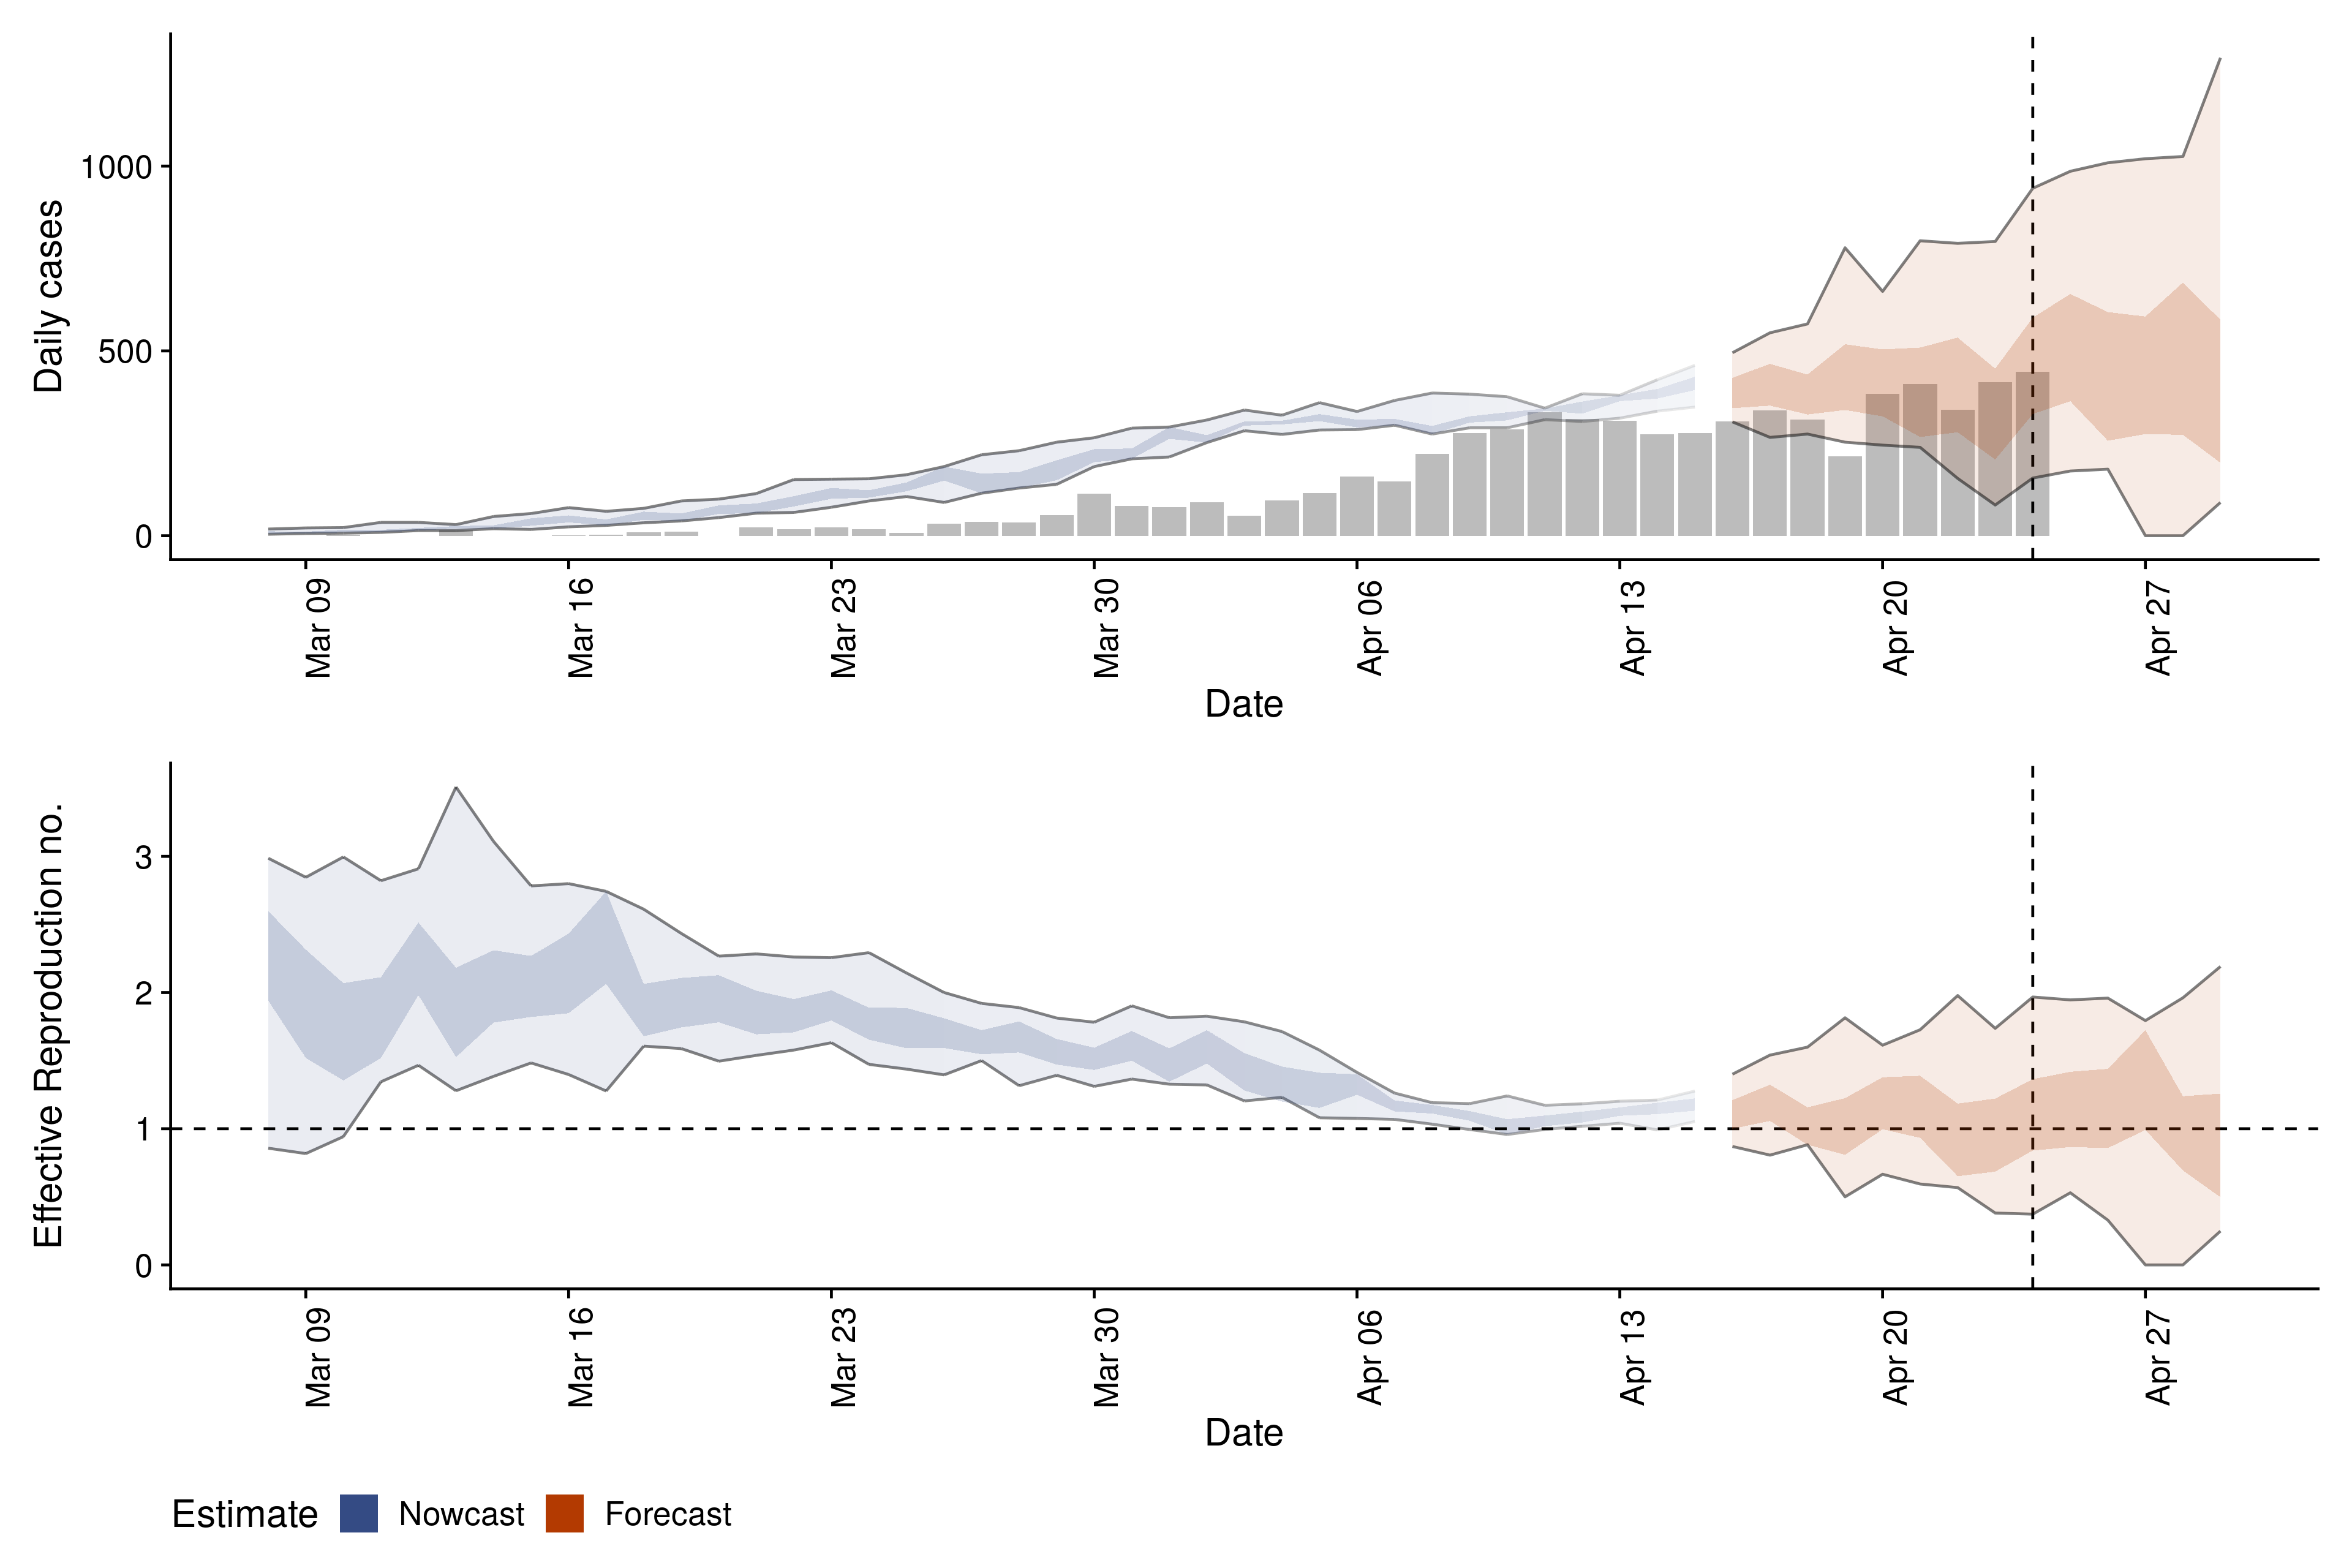 Daily cases
1000
500
0
Mar 09
Mar 16
Mar 23
Mar 30
Apr 06
Apr 13
Apr 20
Apr 27
Date
Effective Reproduction no.
3
2
1
0
Mar 09
Mar 16
Mar 23
Mar 30
Apr 06
Apr 13
Apr 20
Apr 27
Date
Estimate Nowcast Forecast